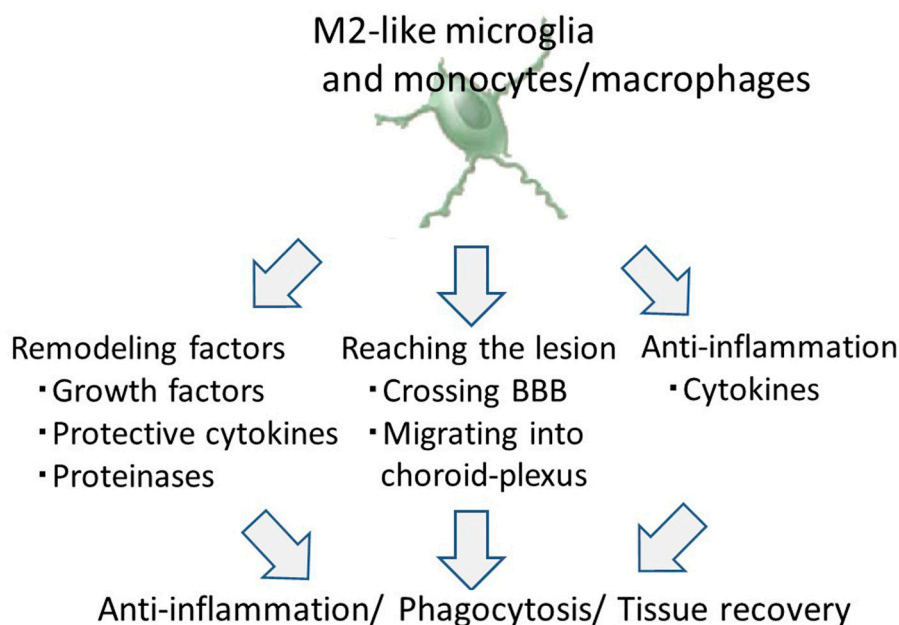 M2-like microglia
and monocytes/macrophages
Remodeling factors
・Growth factors
・Protective cytokines
・Proteinases
Reaching the lesion
・Crossing BBB
・Migrating into
choroid-plexus
Anti-inflammation
・Cytokines
Anti-inflammation/ Phagocytosis/ Tissue recovery